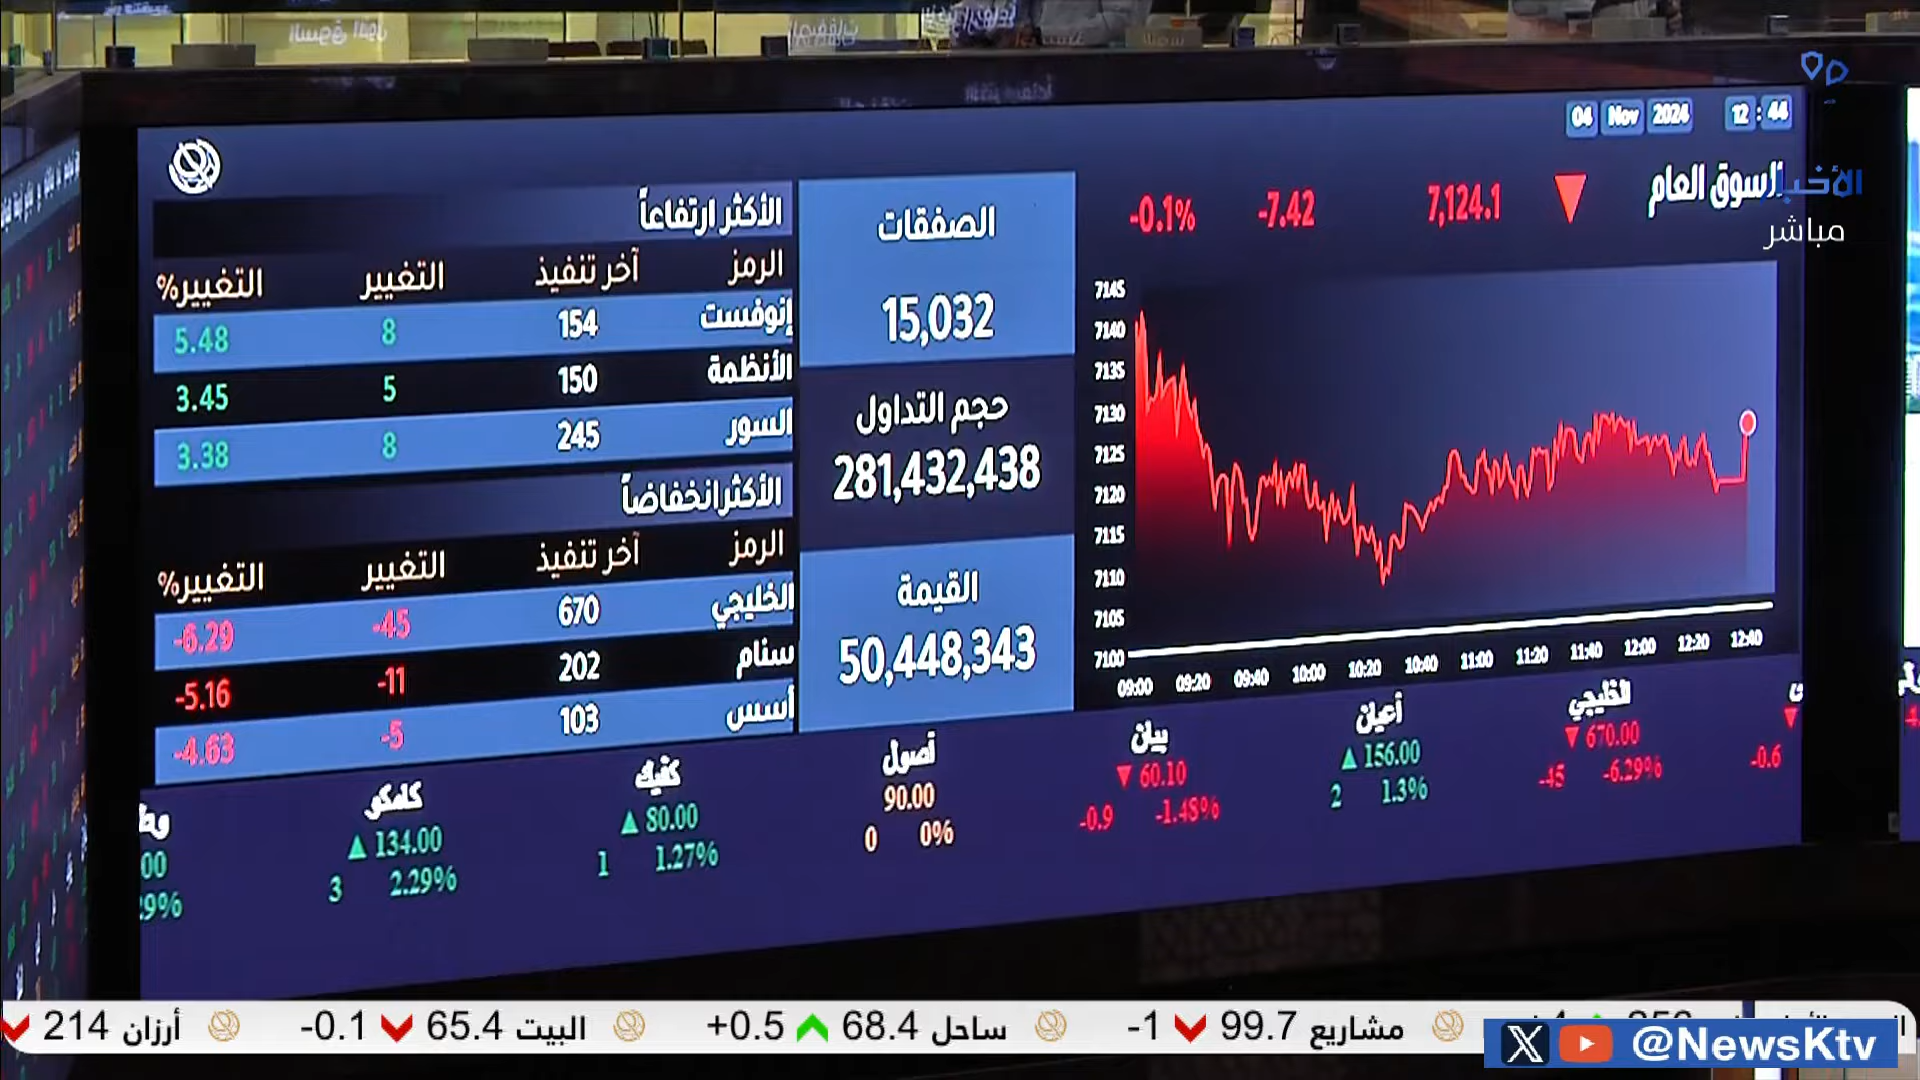 04 Nov 2024 12 : 44
السوق العام 7,124.1 -7.42 -0.1%
الأخبار
مباشر
7145
7140
7135
7130
7125
7120
7115
7110
7105
7100
09:00 09:20 09:40 10:00 10:20 10:40 11:00 11:20 11:40 12:00 12:20 12:40
الصفقات
15,032
حجم التداول
281,432,438
القيمة
50,448,343
الأكثر ارتفاعاً
الرمز آخر تنفيذ التغيير التغيير%
إنوفست 154 8 5.48
الأنظمة 150 5 3.45
السور 245 8 3.38
الأكثر انخفاضاً
الرمز آخر تنفيذ التغيير التغيير%
الخليجي 670 -45 -6.29
سنام 202 -11 -5.16
أسس 103 -5 -4.63
-0.6
الخليجي
670.00
-45 -6.29%
أعيان
156.00
2 1.3%
بيان
60.10
-0.9 -1.48%
أصول
90.00
0 0%
كفيك
80.00
1 1.27%
كامكو
134.00
3 2.29%
مشاريع 99.7 -1
ساحل 68.4 +0.5
البيت 65.4 -0.1
أرزان 214
@NewsKtv